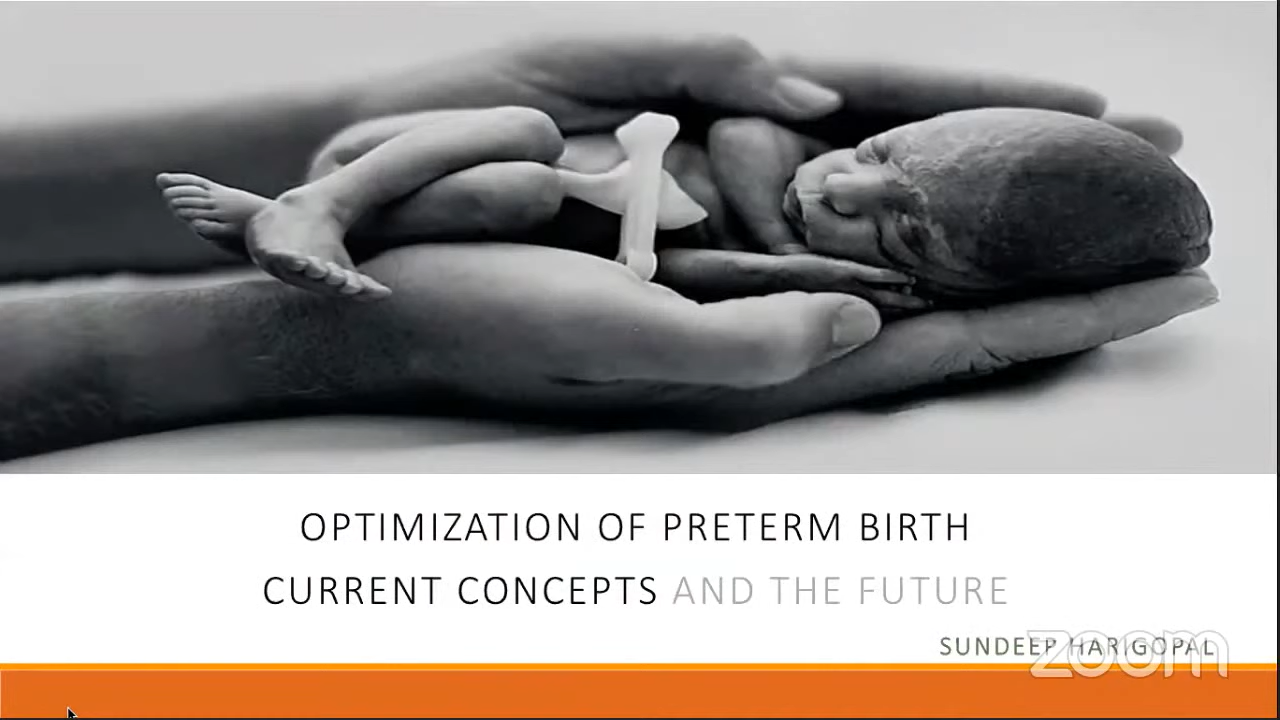 OPTIMIZATION OF PRETERM BIRTH
CURRENT CONCEPTS AND THE FUTURE
SUNDEEP HARIGOPAL
zoom